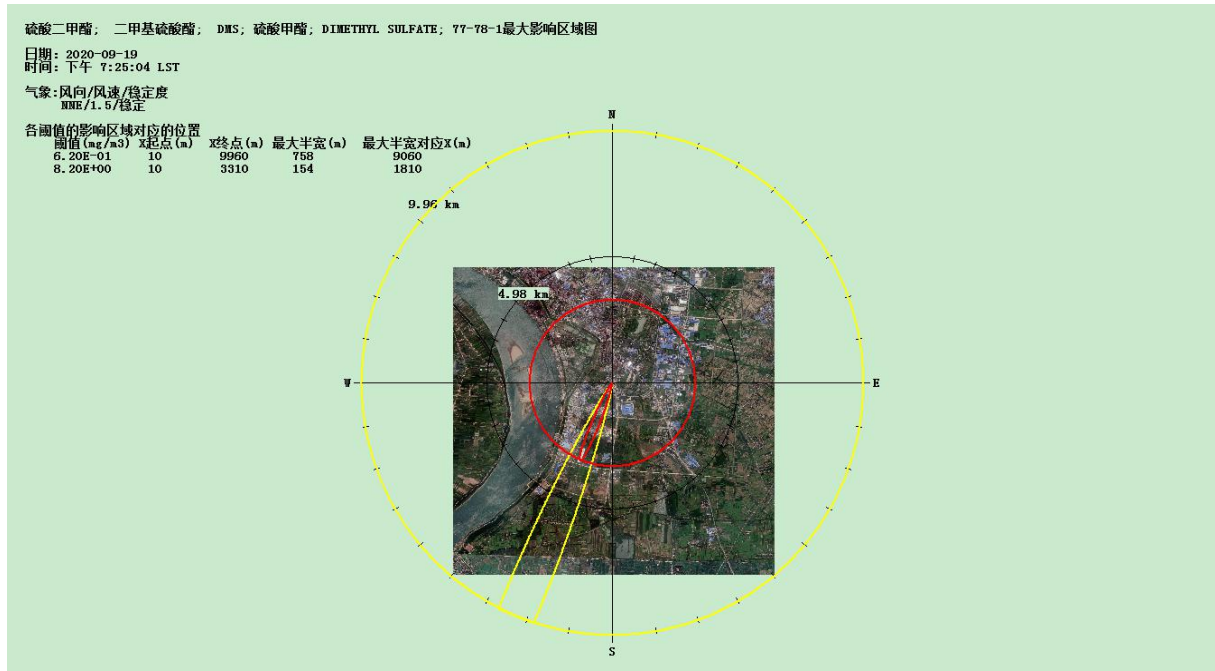 硫酸二甲酯; 二甲基硫酸酯; DMS; 硫酸甲酯; DIMETHYL SULFATE; 77-78-1最大影响区域图
日期: 2020-09-19
时间: 下午 7:25:04 LST
气象:风向/风速/稳定度
NNE/1.5/稳定
各阈值的影响区域对应的位置
阈值(mg/m3) X起点(m) X终点(m) 最大半宽(m) 最大半宽对应X(m)
6.20E-01 10 9960 758 9060
8.20E+00 10 3310 154 1810
N
9.96 km
4.98 km
W
E
S